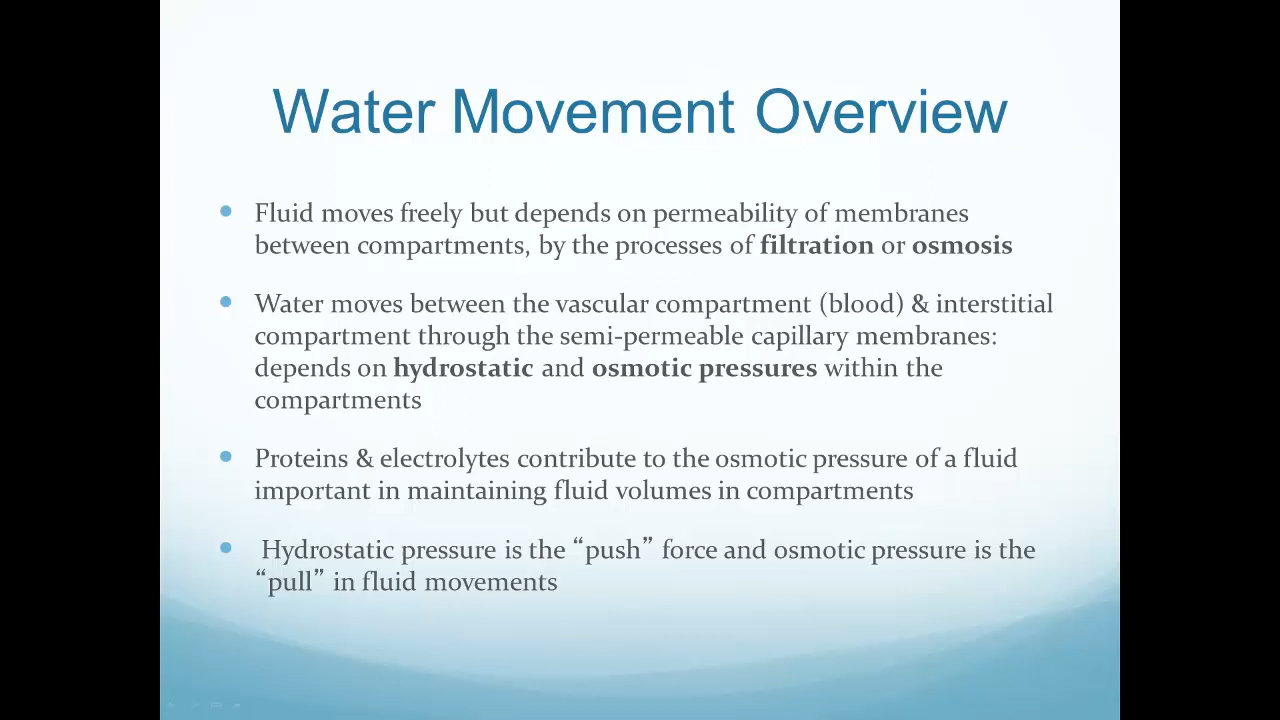 Water Movement Overview
Fluid moves freely but depends on permeability of membranes
between compartments, by the processes of filtration or osmosis
Water moves between the vascular compartment (blood) & interstitial
compartment through the semi-permeable capillary membranes:
depends on hydrostatic and osmotic pressures within the
compartments
Proteins & electrolytes contribute to the osmotic pressure of a fluid
important in maintaining fluid volumes in compartments
Hydrostatic pressure is the “push” force and osmotic pressure is the
“pull” in fluid movements